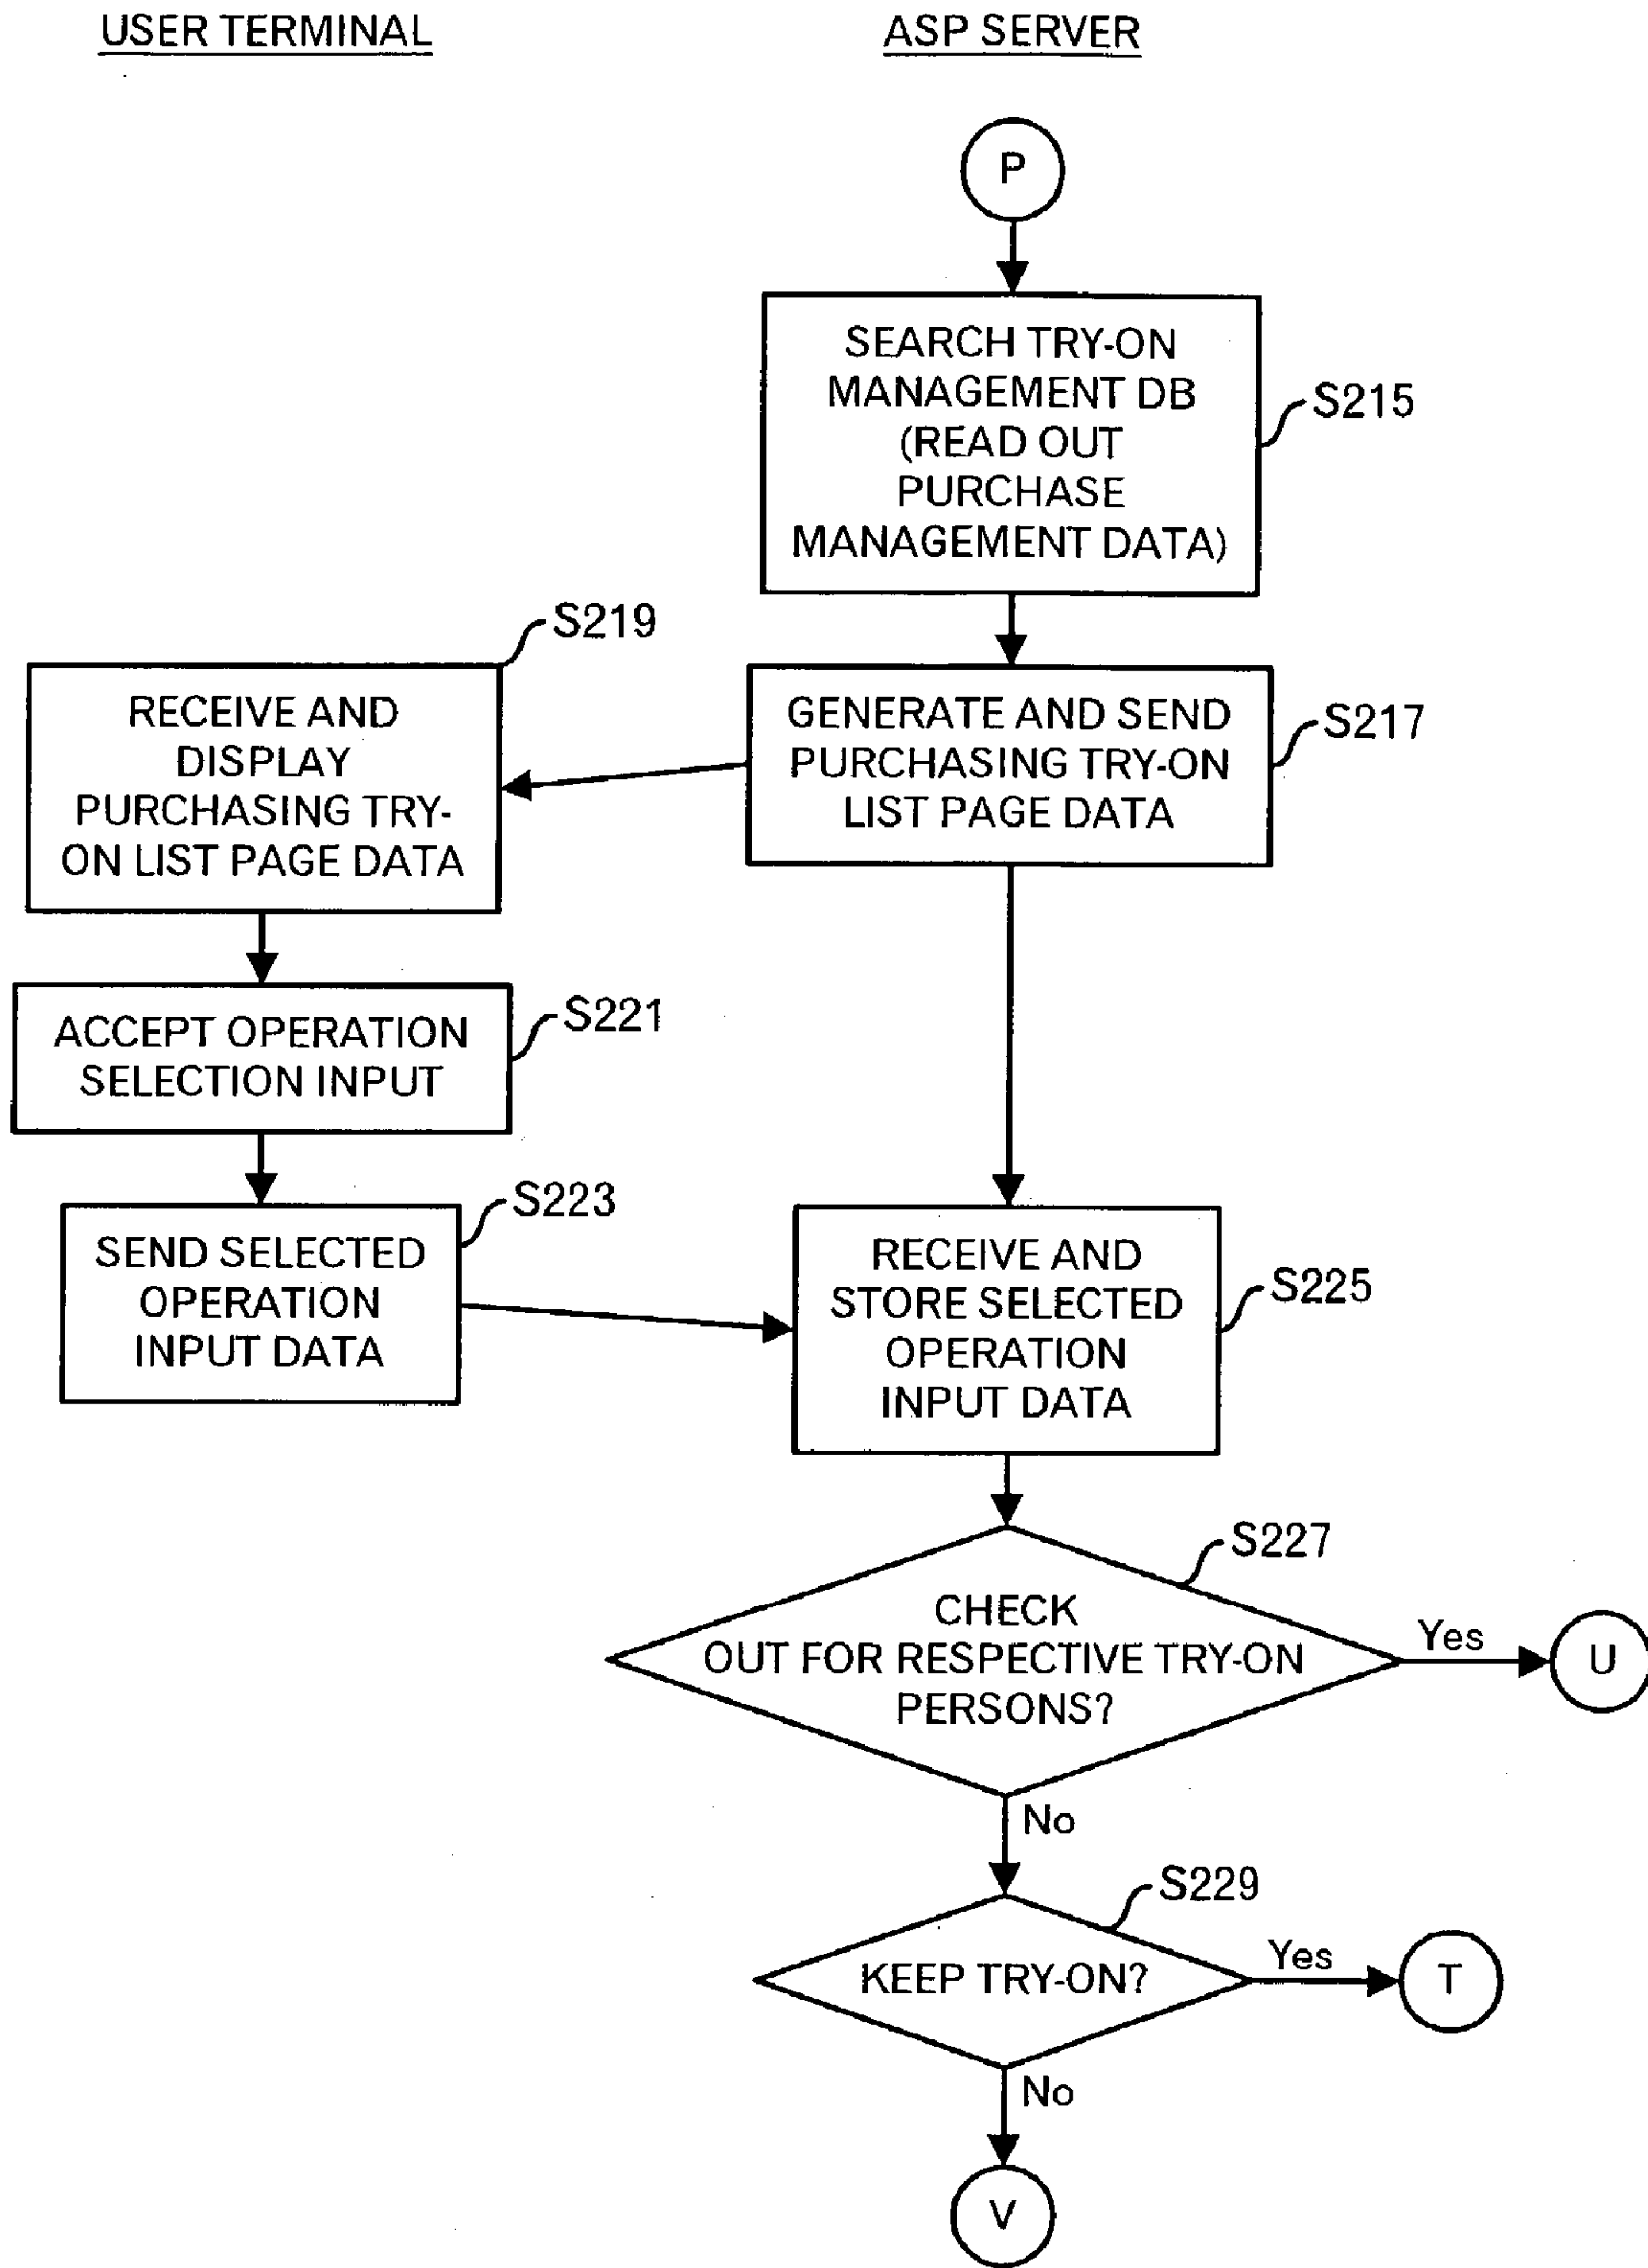 USER TERMINAL
ASP SERVER
P
SEARCH TRY-ON
MANAGEMENT DB
(READ OUT
PURCHASE
MANAGEMENT DATA)
S215
S219
RECEIVE AND
DISPLAY
PURCHASING TRY-
ON LIST PAGE DATA
GENERATE AND SEND
PURCHASING TRY-ON
LIST PAGE DATA
S217
ACCEPT OPERATION
SELECTION INPUT
S221
SEND SELECTED
OPERATION
INPUT DATA
S223
RECEIVE AND
STORE SELECTED
OPERATION
INPUT DATA
S225
S227
CHECK
OUT FOR RESPECTIVE TRY-ON
PERSONS?
Yes
U
No
S229
KEEP TRY-ON?
Yes
T
No
V